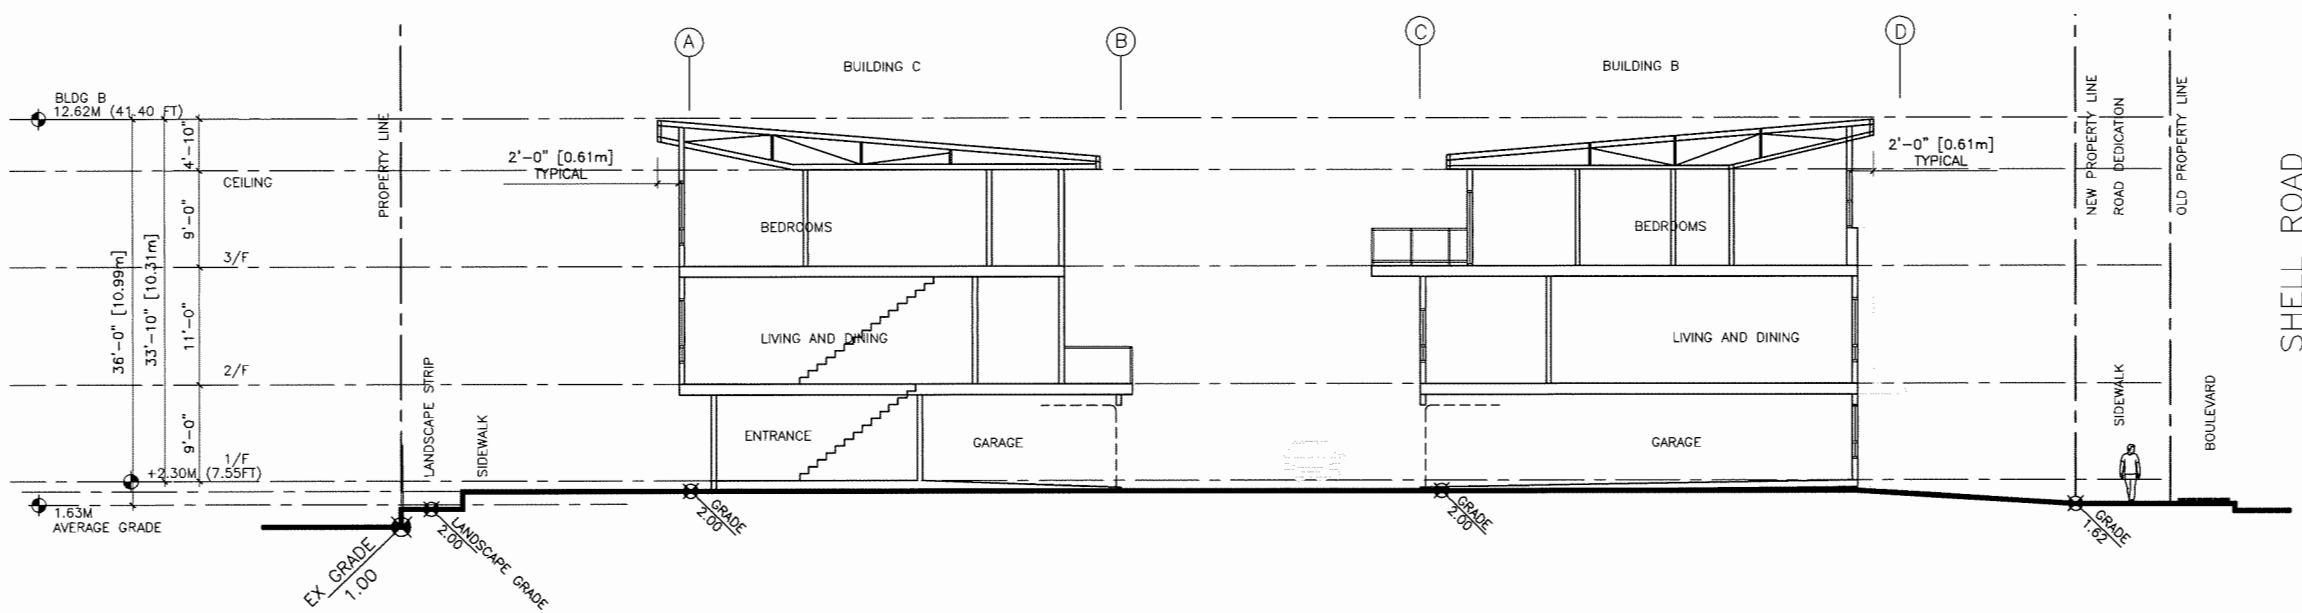 A
B
C
D
BUILDING C
BUILDING B
BLDG B
12.62M (41.40 FT)
PROPERTY LINE
4'-10"
2'-0" [0.61m]
TYPICAL
2'-0" [0.61m]
TYPICAL
NEW PROPERTY LINE
ROAD DEDICATION
OLD PROPERTY LINE
SHELL ROAD
CEILING
9'-0"
BEDROOMS
BEDROOMS
3/F
36'-0" [10.99m]
33'-10" [10.31m]
11'-0"
LIVING AND DINING
LIVING AND DINING
2/F
LANDSCAPE STRIP
SIDEWALK
SIDEWALK
BOULEVARD
9'-0"
ENTRANCE
GARAGE
GARAGE
1/F
+2.30M (7.55FT)
1.63M
AVERAGE GRADE
EX GRADE
1.00
LANDSCAPE GRADE
2.00
GRADE
2.00
GRADE
2.00
GRADE
1.62